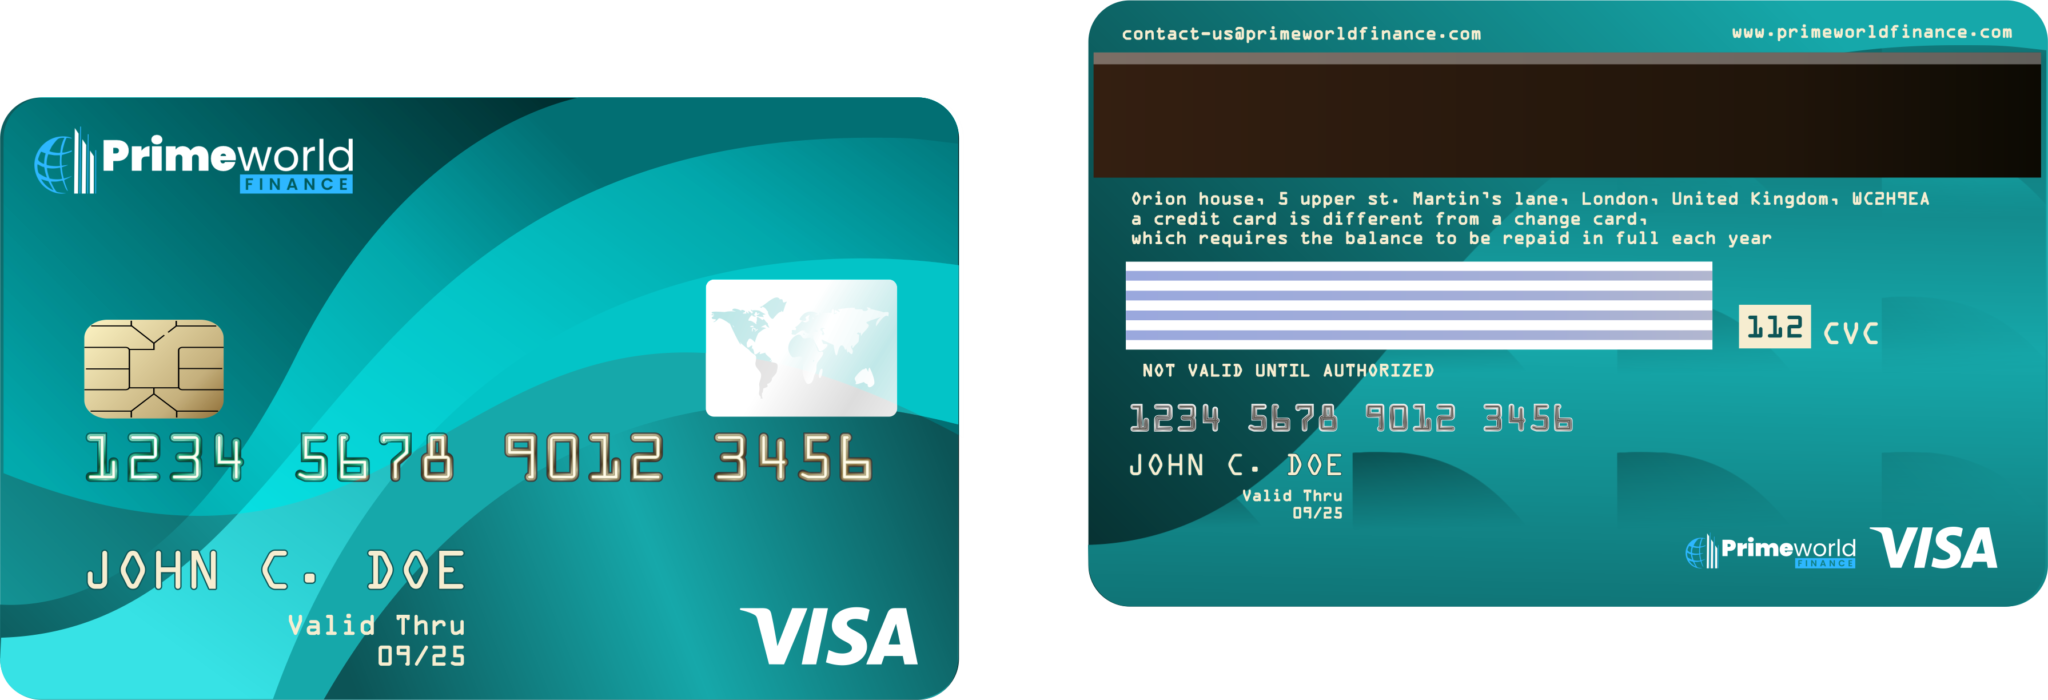 Primeworld
FINANCE
1234 5678 9012 3456
JOHN C. DOE
Valid Thru
09/25
VISA
contact-us@primeworldfinance.com
www.primeworldfinance.com
Orion house, 5 upper st. Martin's lane, London, United Kingdom, WC2H9EA
a credit card is different from a change card,
which requires the balance to be repaid in full each year
112 CVC
NOT VALID UNTIL AUTHORIZED
1234 5678 9012 3456
JOHN C. DOE
Valid Thru
09/25
Primeworld
FINANCE
VISA